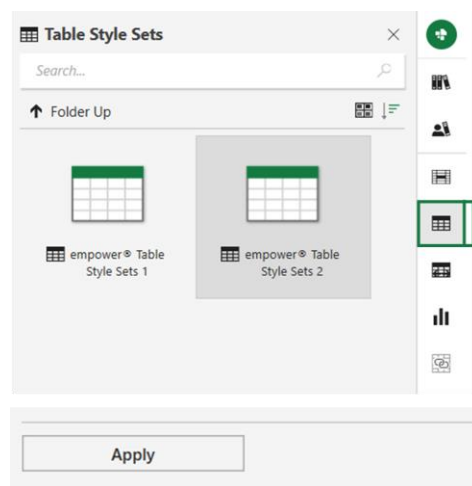 Table Style Sets
Search...
Folder Up
empower® Table
Style Sets 1
empower® Table
Style Sets 2
Apply